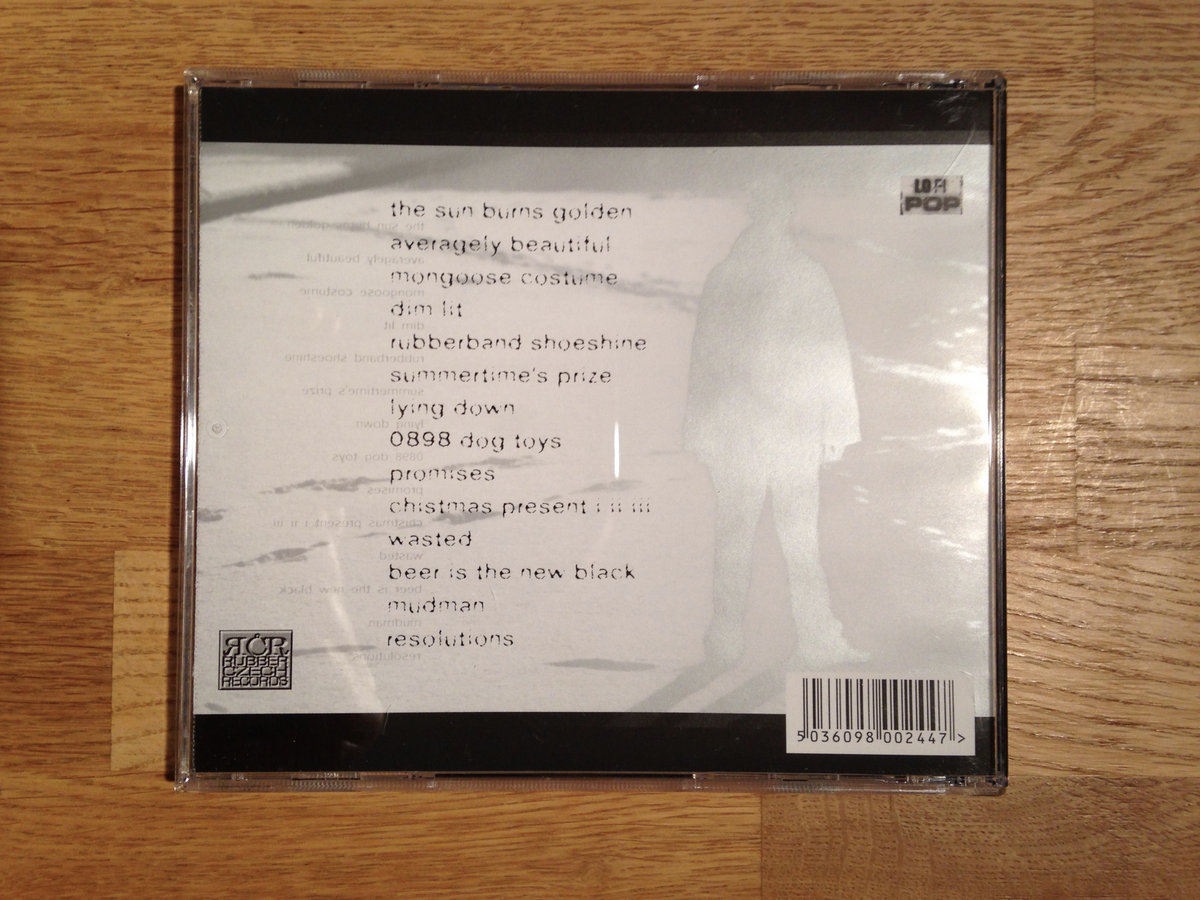 LO FI
POP
the sun burns golden
averagely beautiful
mongoose costume
dim lit
rubberband shoeshine
summertime's prize
lying down
0898 dog toys
promises
chistmas present i ii iii
wasted
beer is the new black
mudman
resolutions
RCR
RUBBER
CZECH
RECORDS
5 036098 002447 >